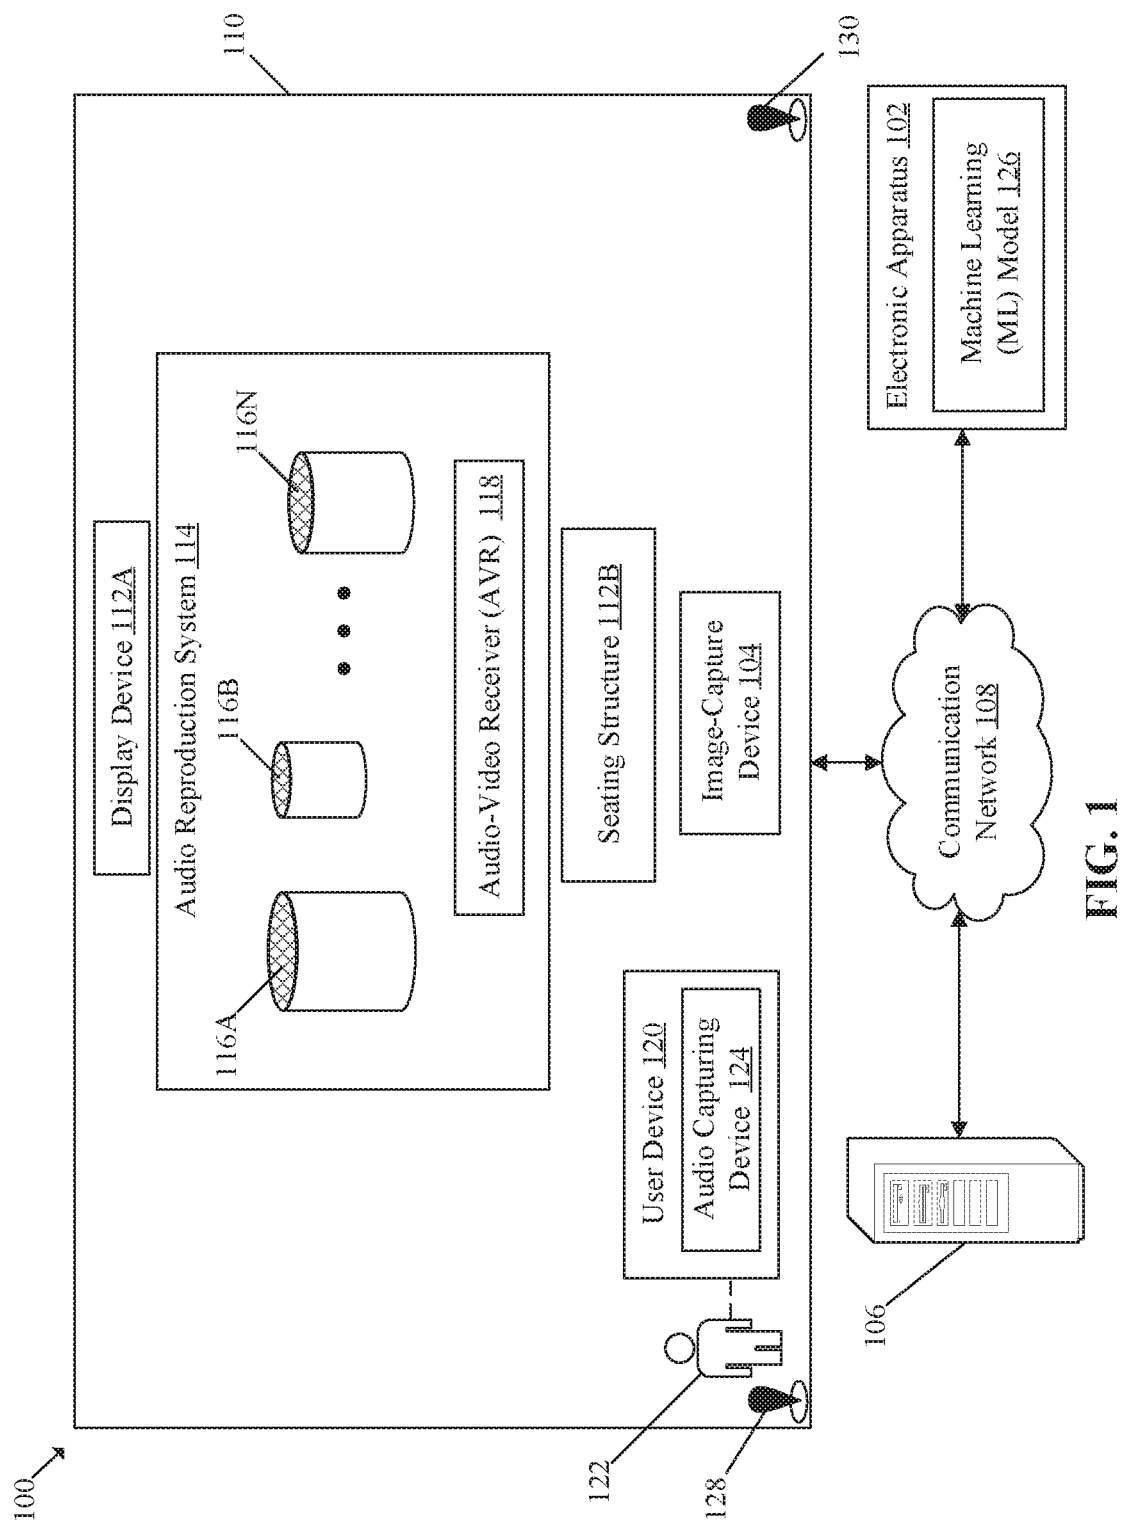 100
110
Display Device 112A
Audio Reproduction System 114
116A
116B
116N
Audio-Video Receiver (AVR) 118
Seating Structure 112B
Image-Capture
Device 104
User Device 120
Audio Capturing
Device 124
122
128
130
106
Communication
Network 108
Electronic Apparatus 102
Machine Learning
(ML) Model 126
FIG. 1